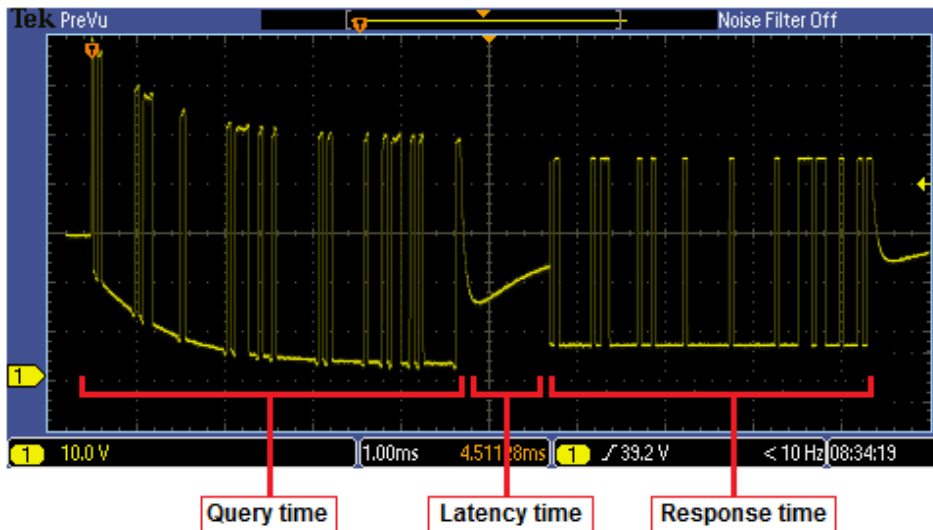 Tek PreVu Noise Filter Off
T
T
1
1 10.0 V 1.00ms 4.51128ms 1 39.2 V < 10 Hz 08:34:19
Query time Latency time Response time